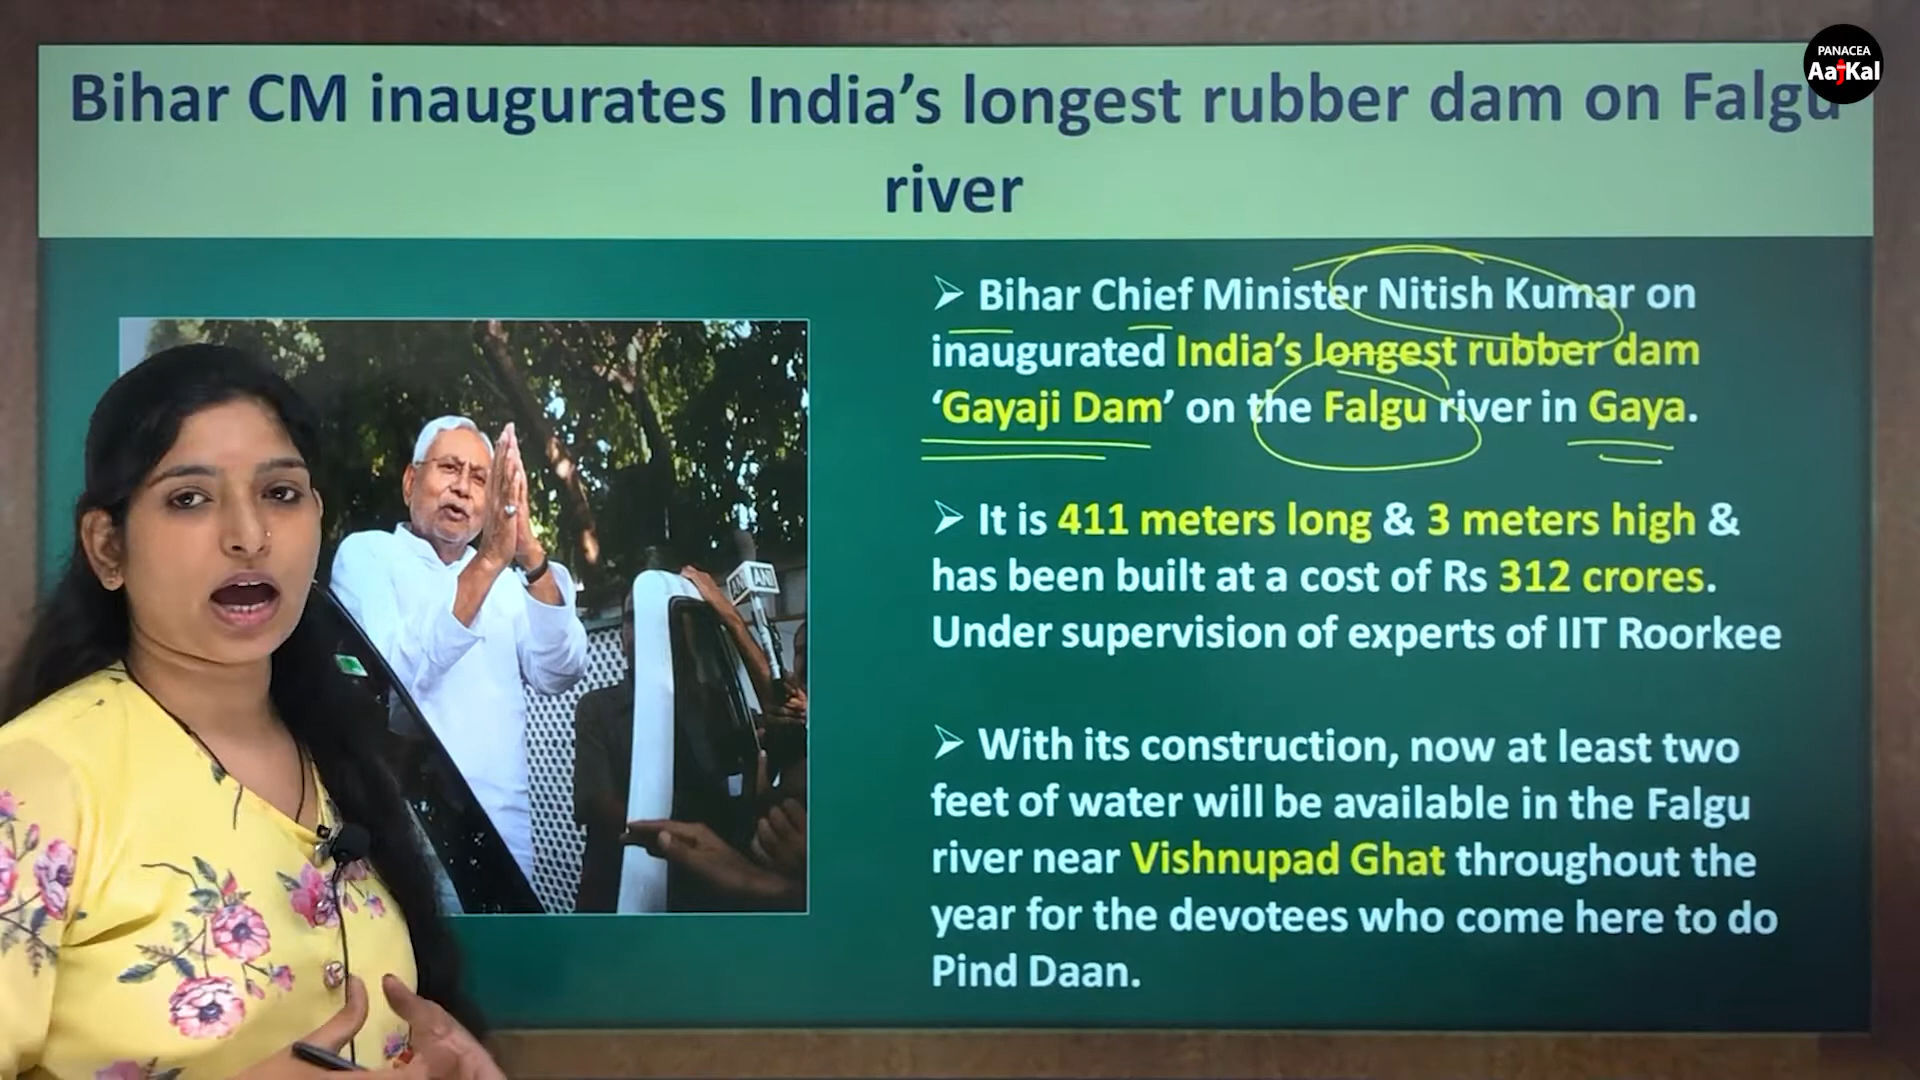 PANACEA
AajKal
Bihar CM inaugurates India's longest rubber dam on Falgu
river
➢ Bihar Chief Minister Nitish Kumar on
inaugurated India's longest rubber dam
'Gayaji Dam' on the Falgu river in Gaya.
➢ It is 411 meters long & 3 meters high &
has been built at a cost of Rs 312 crores.
Under supervision of experts of IIT Roorkee
➢ With its construction, now at least two
feet of water will be available in the Falgu
river near Vishnupad Ghat throughout the
year for the devotees who come here to do
Pind Daan.
ANI